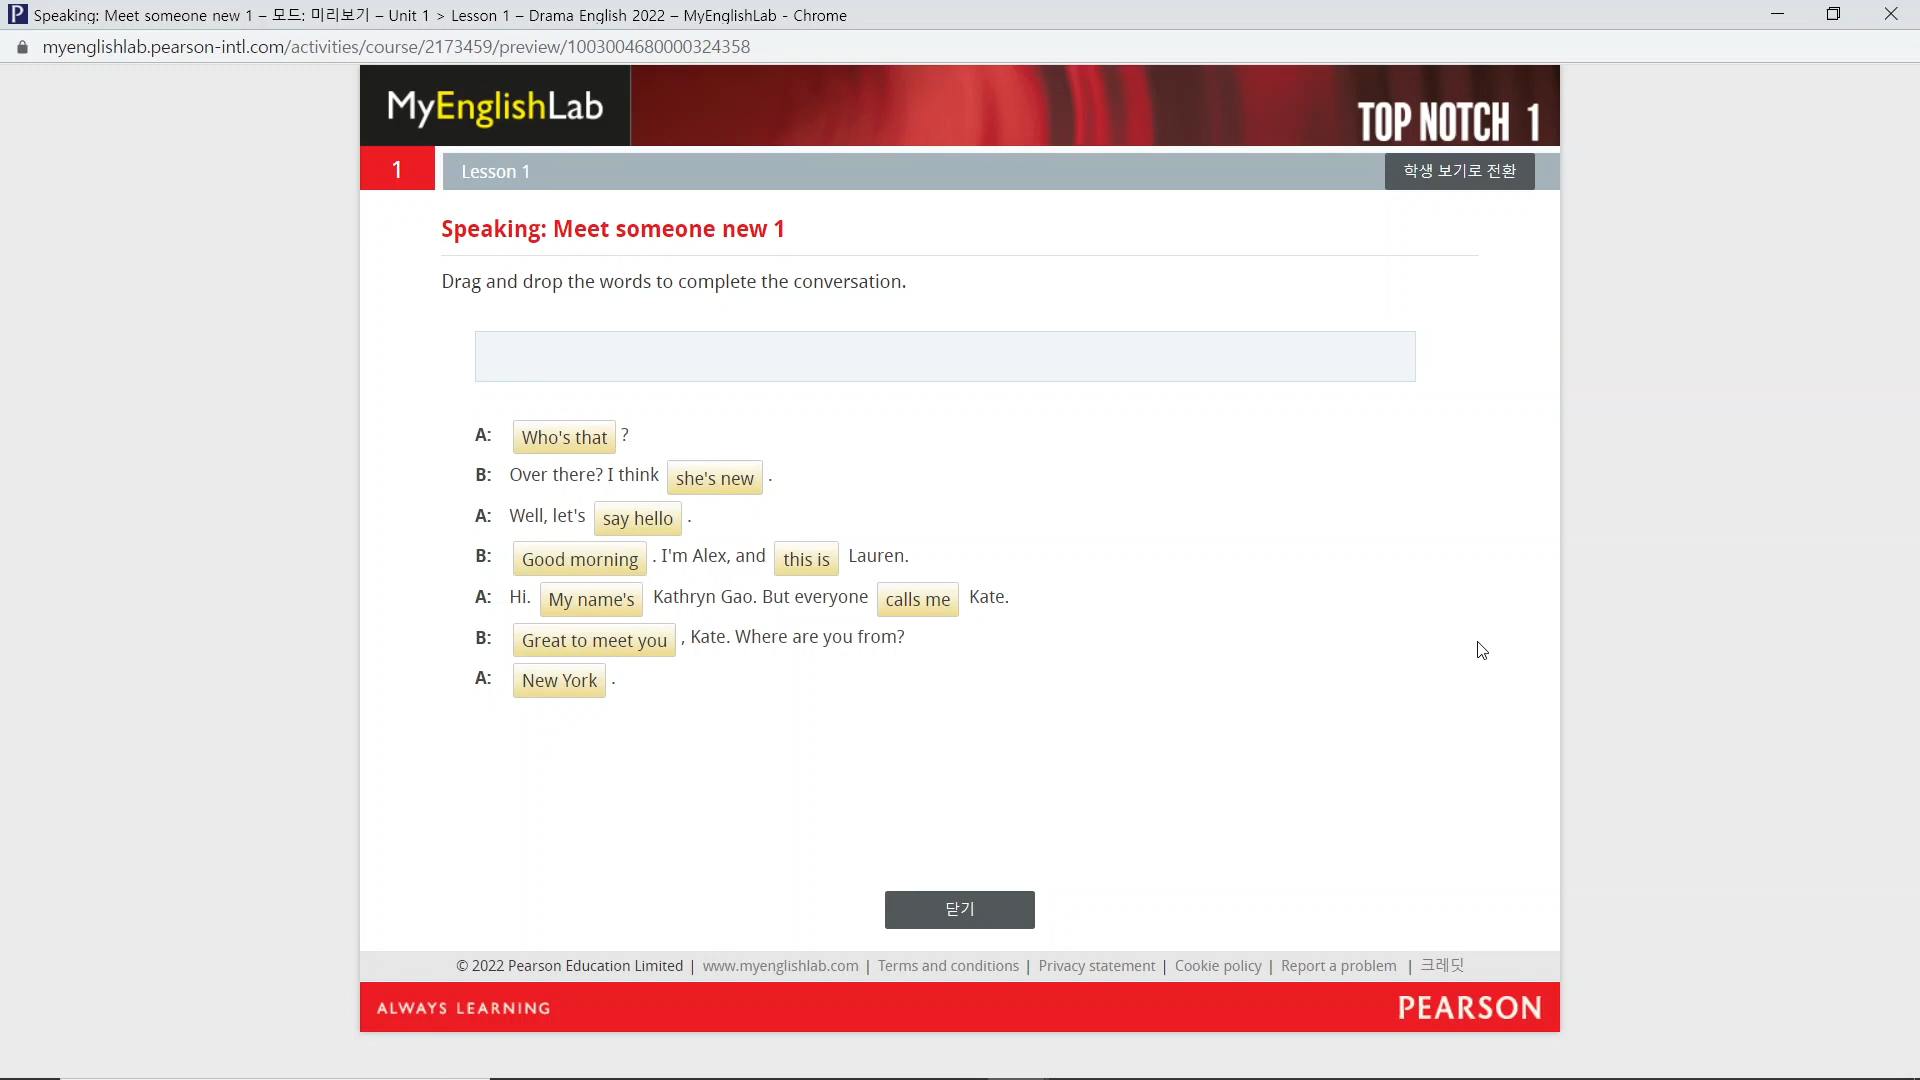 Speaking: Meet someone new 1 – 모드: 미리보기 – Unit 1 > Lesson 1 – Drama English 2022 – MyEnglishLab - Chrome
myenglishlab.pearson-intl.com/activities/course/2173459/preview/1003004680000324358
MyEnglishLab
TOP NOTCH 1
1 Lesson 1 학생 보기로 전환
Speaking: Meet someone new 1
Drag and drop the words to complete the conversation.
A: Who's that ?
B: Over there? I think she's new .
A: Well, let's say hello .
B: Good morning . I'm Alex, and this is Lauren.
A: Hi. My name's Kathryn Gao. But everyone calls me Kate.
B: Great to meet you , Kate. Where are you from?
A: New York .
닫기
© 2022 Pearson Education Limited | www.myenglishlab.com | Terms and conditions | Privacy statement | Cookie policy | Report a problem | 크레딧
ALWAYS LEARNING PEARSON